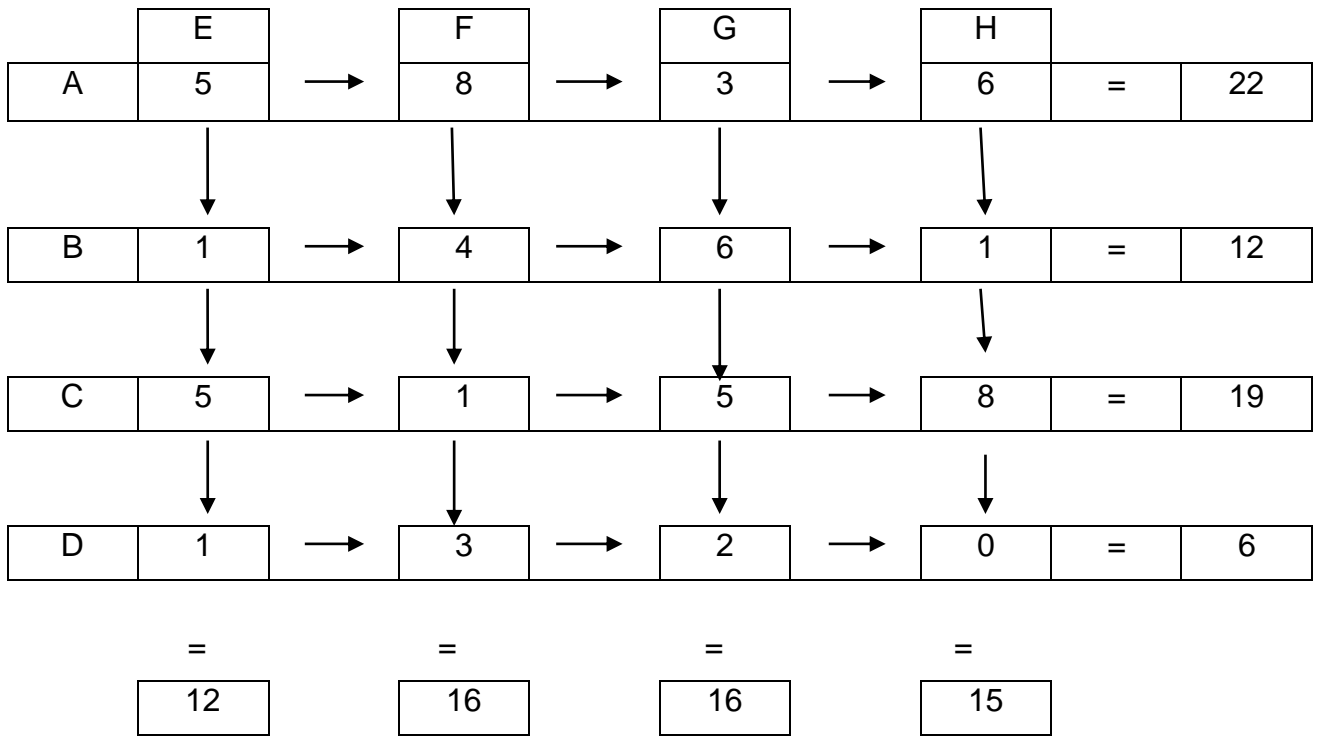 E F G H
A 5 8 3 6 = 22
B 1 4 6 1 = 12
C 5 1 5 8 = 19
D 1 3 2 0 = 6
= = = =
12 16 16 15